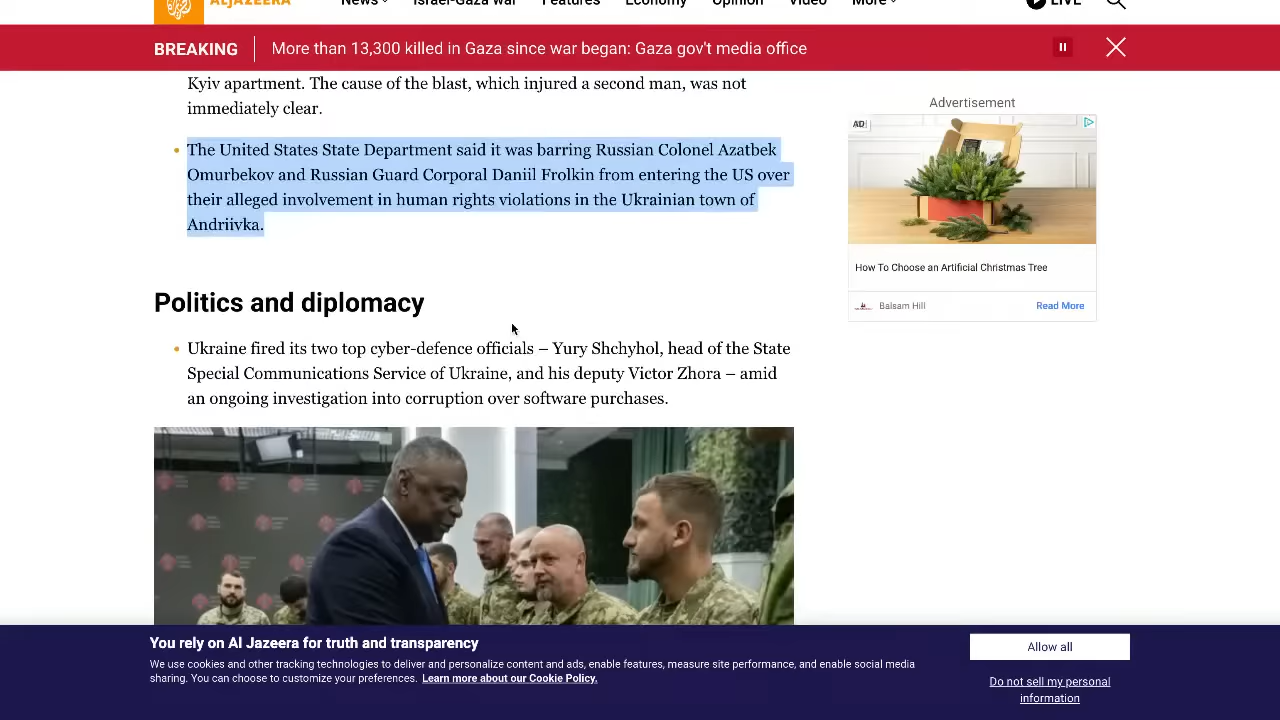 ALJAZEERA
News Israel-Gaza war Features Economy Opinion Video More LIVE
BREAKING More than 13,300 killed in Gaza since war began: Gaza gov't media office
Kyiv apartment. The cause of the blast, which injured a second man, was not
immediately clear.
The United States State Department said it was barring Russian Colonel Azatbek
Omurbekov and Russian Guard Corporal Daniil Frolkin from entering the US over
their alleged involvement in human rights violations in the Ukrainian town of
Andriivka.
Politics and diplomacy
Ukraine fired its two top cyber-defence officials – Yury Shchyhol, head of the State
Special Communications Service of Ukraine, and his deputy Victor Zhora – amid
an ongoing investigation into corruption over software purchases.
Advertisement
AD
How To Choose an Artificial Christmas Tree
Balsam Hill Read More
You rely on Al Jazeera for truth and transparency
We use cookies and other tracking technologies to deliver and personalize content and ads, enable features, measure site performance, and enable social media
sharing. You can choose to customize your preferences. Learn more about our Cookie Policy.
Allow all
Do not sell my personal
information